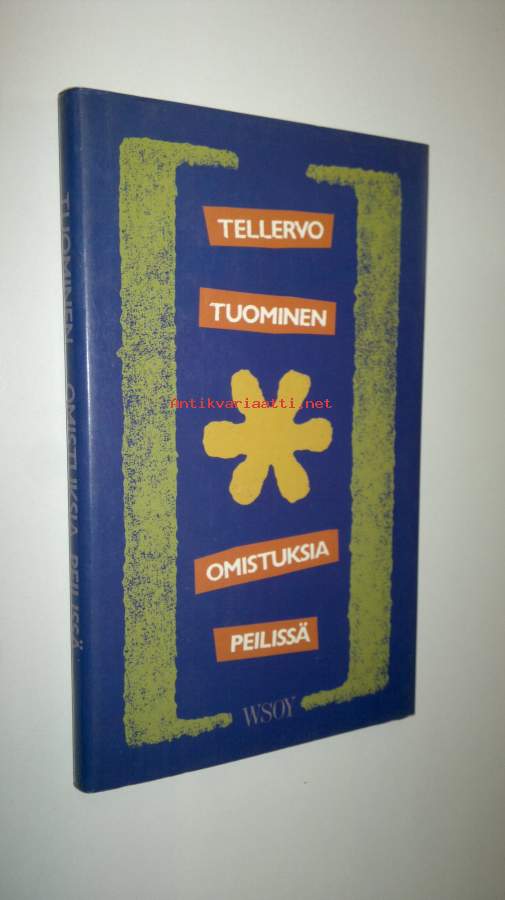 TELLERVO
TUOMINEN
Antikvariaatti.net
OMISTUKSIA
PEILISSÄ
WSOY
TUOMINEN OMISTUKSIA PEILISSÄ